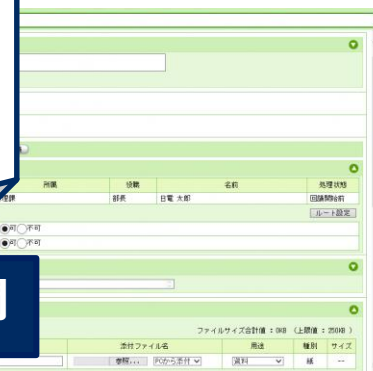 所属 役職 名前 処理状態
理課 部長 日電 太郎 回議開始前
ルート設定
可 不可
可 不可
ファイルサイズ合計値：0KB （上限値：250KB ）
添付ファイル名 用途 種別 サイズ
参照... PCから添付 資料 紙 --